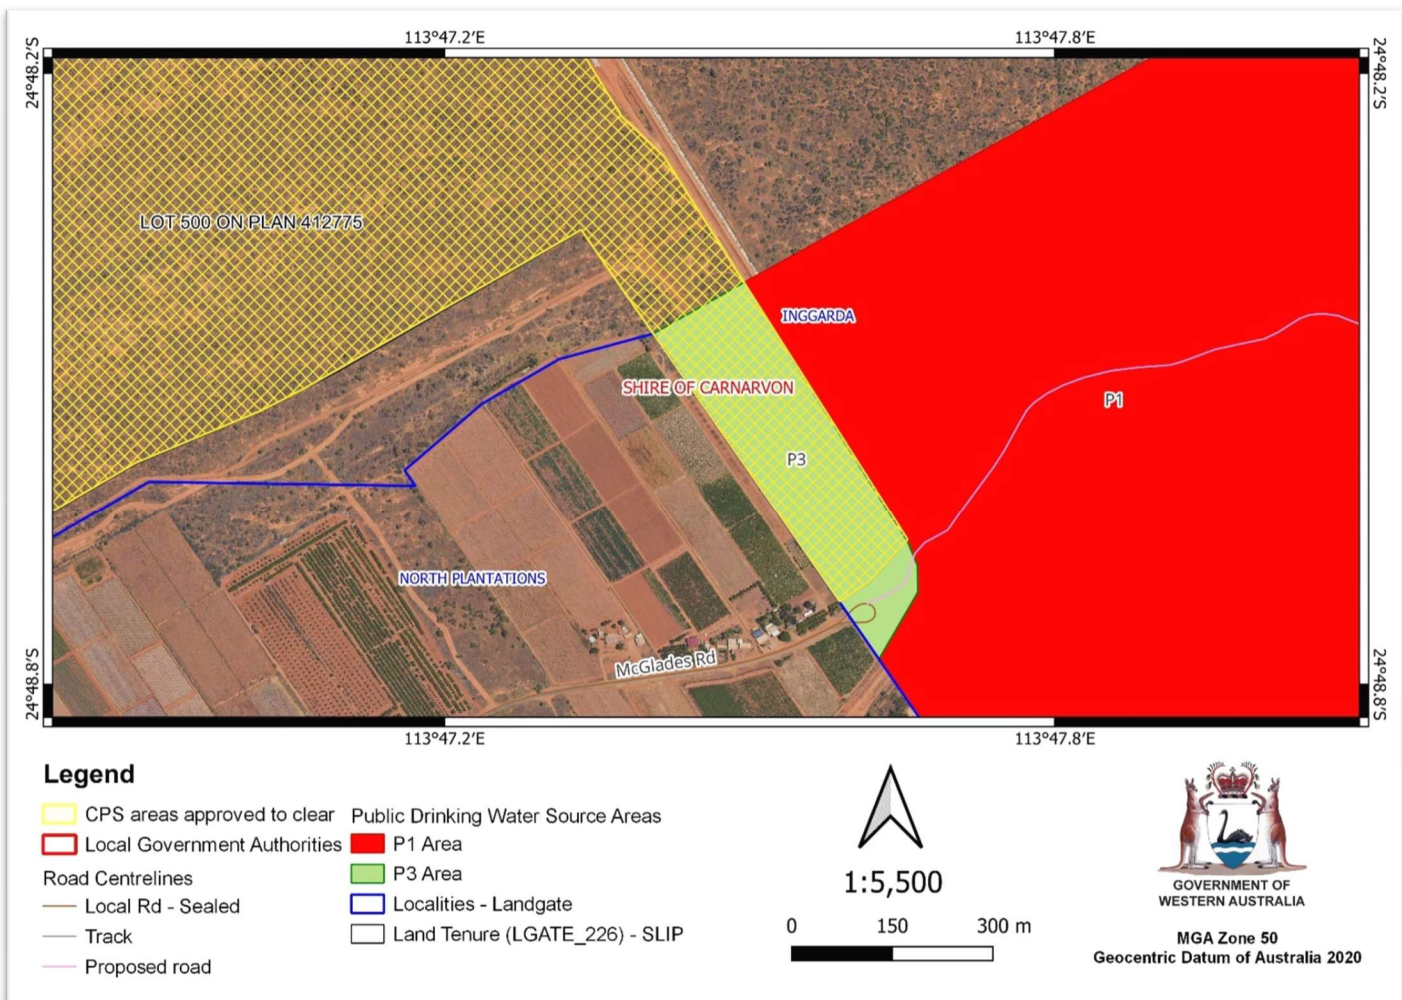 113°47.2'E
113°47.8'E
24°48.2'S
24°48.2'S
LOT 500 ON PLAN 412775
INGGARDA
SHIRE OF CARNARVON
P1
P3
NORTH PLANTATIONS
McGlades Rd
24°48.8'S
24°48.8'S
113°47.2'E
113°47.8'E
Legend
CPS areas approved to clear
Local Government Authorities
Road Centrelines
Local Rd - Sealed
Track
Proposed road
Public Drinking Water Source Areas
P1 Area
P3 Area
Localities - Landgate
Land Tenure (LGATE_226) - SLIP
1:5,500
0 150 300 m
GOVERNMENT OF
WESTERN AUSTRALIA
MGA Zone 50
Geocentric Datum of Australia 2020